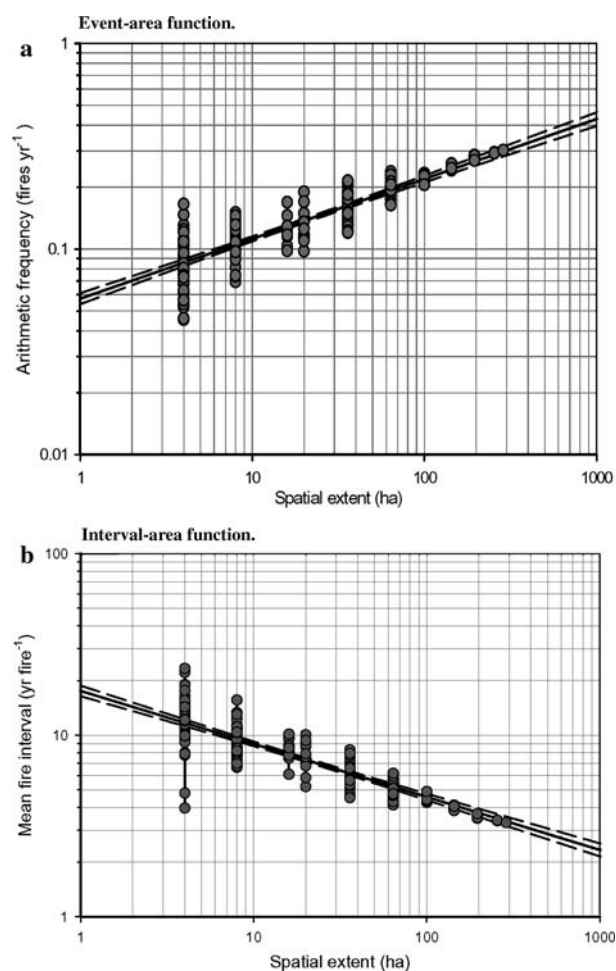 Event-area function.
a
1
0.1
0.01
Arithmetic frequency (fires yr-1)
1
10
100
1000
Spatial extent (ha)
Interval-area function.
b
100
10
1
Mean fire interval (yr fire-1)
1
10
100
1000
Spatial extent (ha)